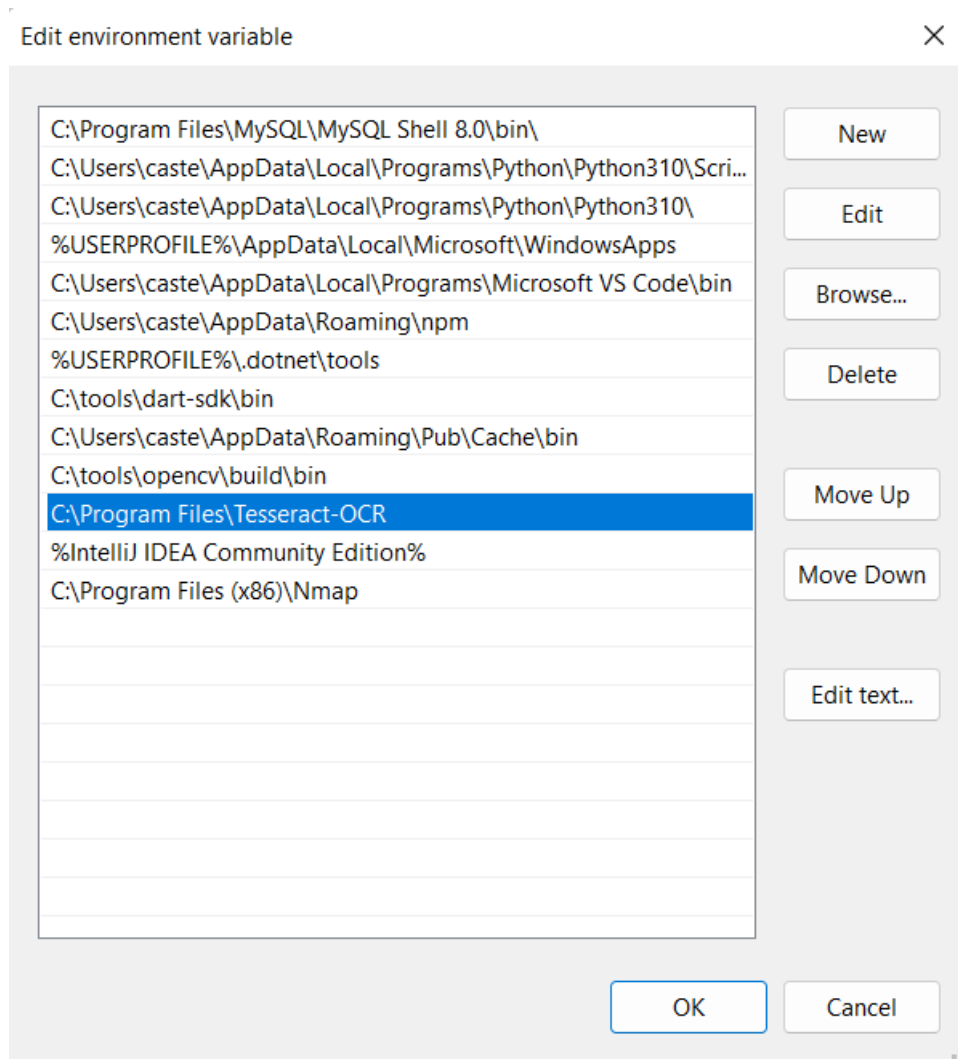 Edit environment variable
C:\Program Files\MySQL\MySQL Shell 8.0\bin\
C:\Users\caste\AppData\Local\Programs\Python\Python310\Scri...
C:\Users\caste\AppData\Local\Programs\Python\Python310\
%USERPROFILE%\AppData\Local\Microsoft\WindowsApps
C:\Users\caste\AppData\Local\Programs\Microsoft VS Code\bin
C:\Users\caste\AppData\Roaming\npm
%USERPROFILE%\.dotnet\tools
C:\tools\dart-sdk\bin
C:\Users\caste\AppData\Roaming\Pub\Cache\bin
C:\tools\opencv\build\bin
C:\Program Files\Tesseract-OCR
%IntelliJ IDEA Community Edition%
C:\Program Files (x86)\Nmap
New
Edit
Browse...
Delete
Move Up
Move Down
Edit text...
OK
Cancel